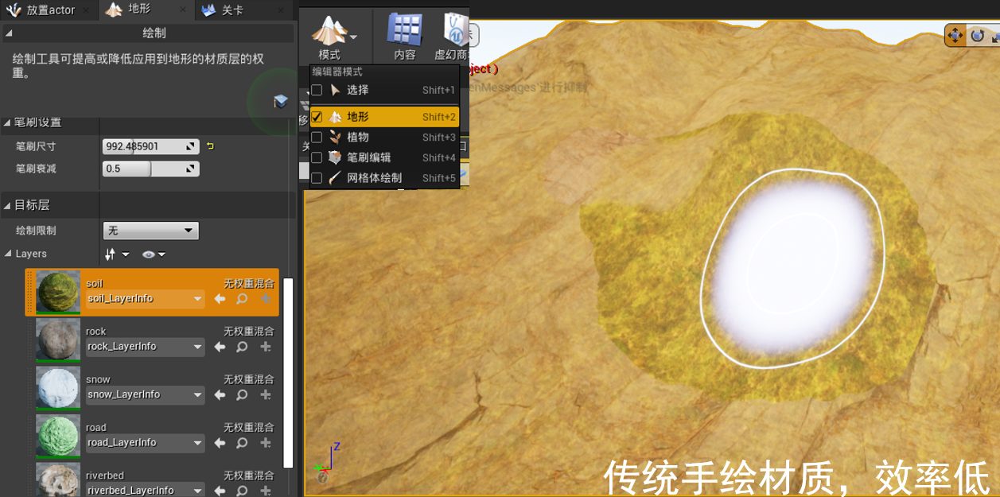 放置actor
地形
关卡
绘制
绘制工具可提高或降低应用到地形的材质层的权
重。
笔刷设置
笔刷尺寸 992.485901
笔刷衰减 0.5
目标层
绘制限制 无
Layers
soil 无权重混合
soil_LayerInfo
rock 无权重混合
rock_LayerInfo
snow 无权重混合
snow_LayerInfo
road 无权重混合
road_LayerInfo
riverbed 无权重混合
riverbed_LayerInfo
模式
内容
虚幻商
编辑器模式
选择 Shift+1
地形 Shift+2
植物 Shift+3
笔刷编辑 Shift+4
网格体绘制 Shift+5
移
关
口
ject )
enMessages'进行抑制
Z
传统手绘材质，效率低